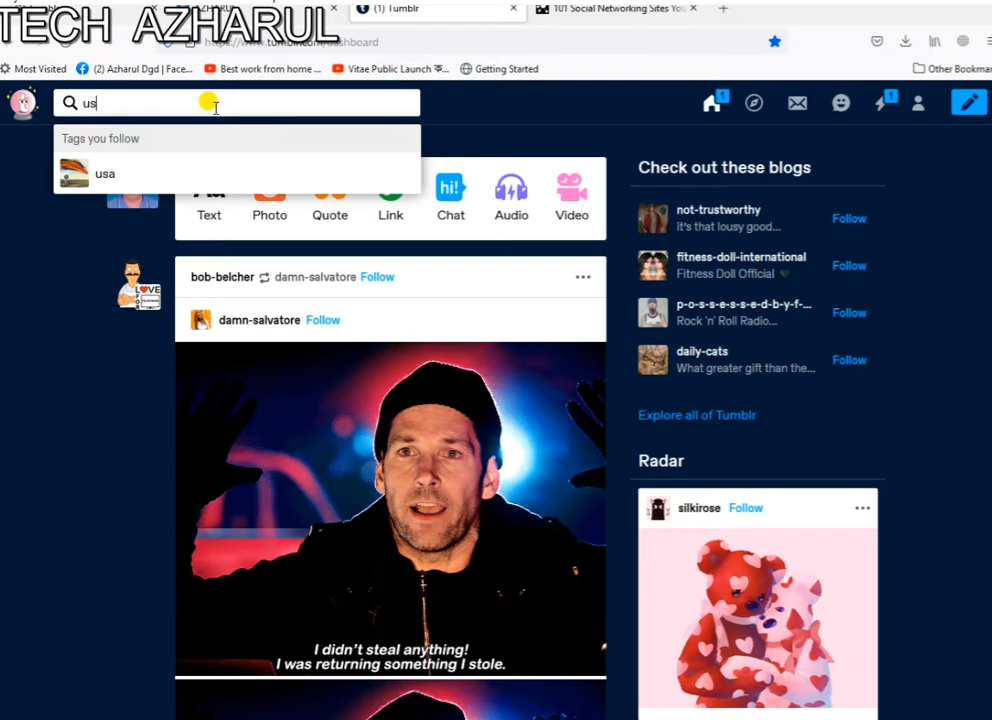 (1) Tumblr
101 Social Networking Sites You
TECH AZHARUL
https://www.tumblr.com/dashboard
Most Visited
(2) Azharul Dgd | Face...
Best work from home ...
Getting Started
Other Bookmar
us
1
1
Tags you follow
usa
Text
Photo
Quote
Link
hi!
Chat
Audio
Video
bob-belcher damn-salvatore Follow
damn-salvatore Follow
I didn't steal anything!
I was returning something I stole.
Check out these blogs
not-trustworthy
it's that lousy good...
Follow
fitness-doll-international
Fitness Doll Official
Follow
p-o-s-s-e-s-s-e-d-b-y-f-...
Rock 'n' Roll Radio...
Follow
daily-cats
What greater gift than the...
Follow
Explore all of Tumblr
Radar
silkirose Follow